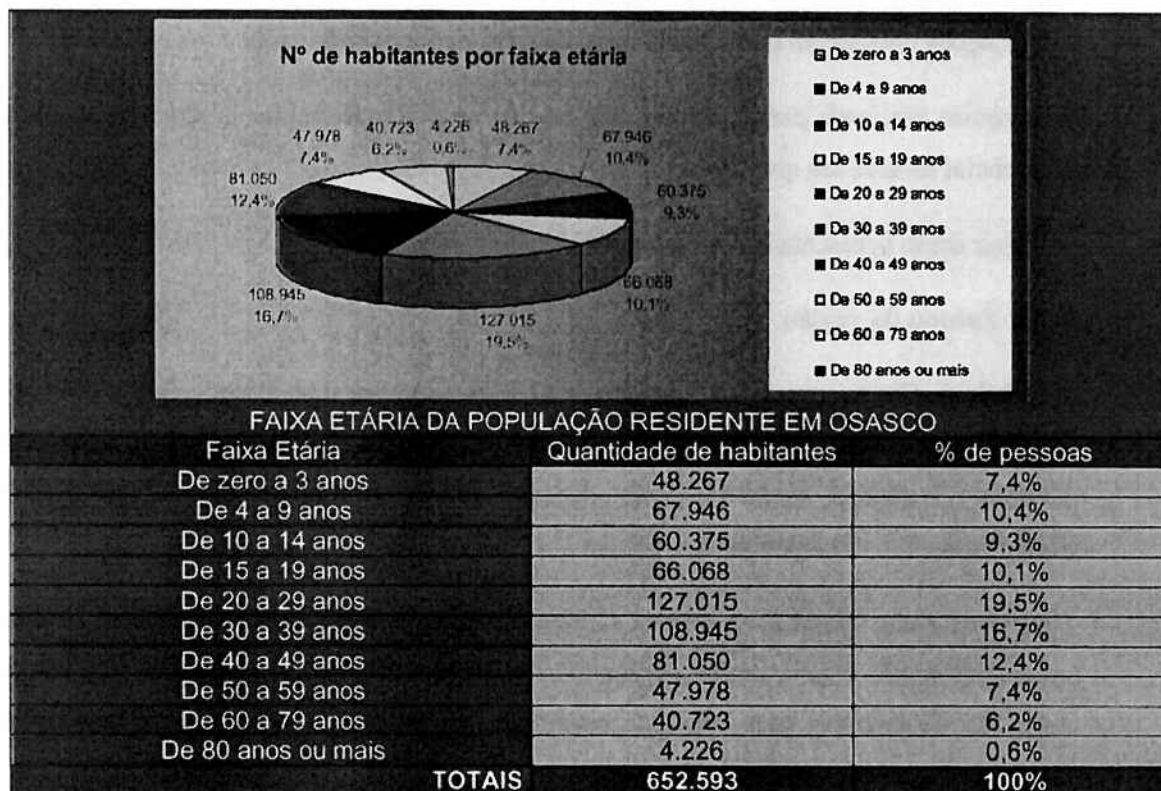 Nº de habitantes por faixa etária
47.978
7,4%
40.723
6,2%
4.226
0,6%
48.267
7,4%
67.946
10,4%
60.375
9,3%
66.068
10,1%
127.015
19,5%
108.945
16,7%
81.050
12,4%
De zero a 3 anos
De 4 a 9 anos
De 10 a 14 anos
De 15 a 19 anos
De 20 a 29 anos
De 30 a 39 anos
De 40 a 49 anos
De 50 a 59 anos
De 60 a 79 anos
De 80 anos ou mais
FAIXA ETÁRIA DA POPULAÇÃO RESIDENTE EM OSASCO
Faixa Etária Quantidade de habitantes % de pessoas
De zero a 3 anos 48.267 7,4%
De 4 a 9 anos 67.946 10,4%
De 10 a 14 anos 60.375 9,3%
De 15 a 19 anos 66.068 10,1%
De 20 a 29 anos 127.015 19,5%
De 30 a 39 anos 108.945 16,7%
De 40 a 49 anos 81.050 12,4%
De 50 a 59 anos 47.978 7,4%
De 60 a 79 anos 40.723 6,2%
De 80 anos ou mais 4.226 0,6%
TOTAIS 652.593 100%